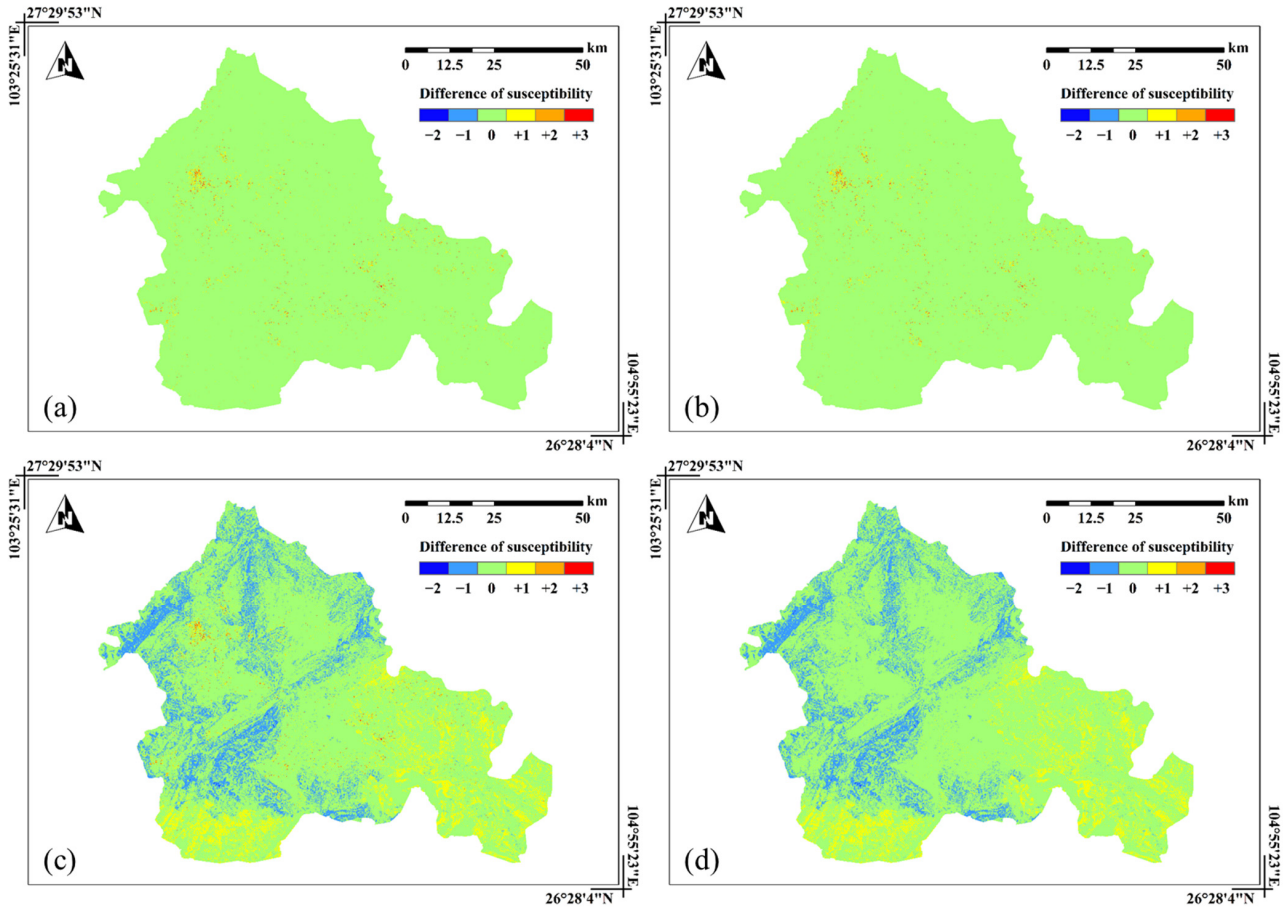 27°29'53"N
103°25'31"E
N
km
0 12.5 25 50
Difference of susceptibility
−2 −1 0 +1 +2 +3
(a)
104°55'23"E
26°28'4"N
27°29'53"N
103°25'31"E
N
km
0 12.5 25 50
Difference of susceptibility
−2 −1 0 +1 +2 +3
(b)
104°55'23"E
26°28'4"N
27°29'53"N
103°25'31"E
N
km
0 12.5 25 50
Difference of susceptibility
−2 −1 0 +1 +2 +3
(c)
104°55'23"E
26°28'4"N
27°29'53"N
103°25'31"E
N
km
0 12.5 25 50
Difference of susceptibility
−2 −1 0 +1 +2 +3
(d)
104°55'23"E
26°28'4"N